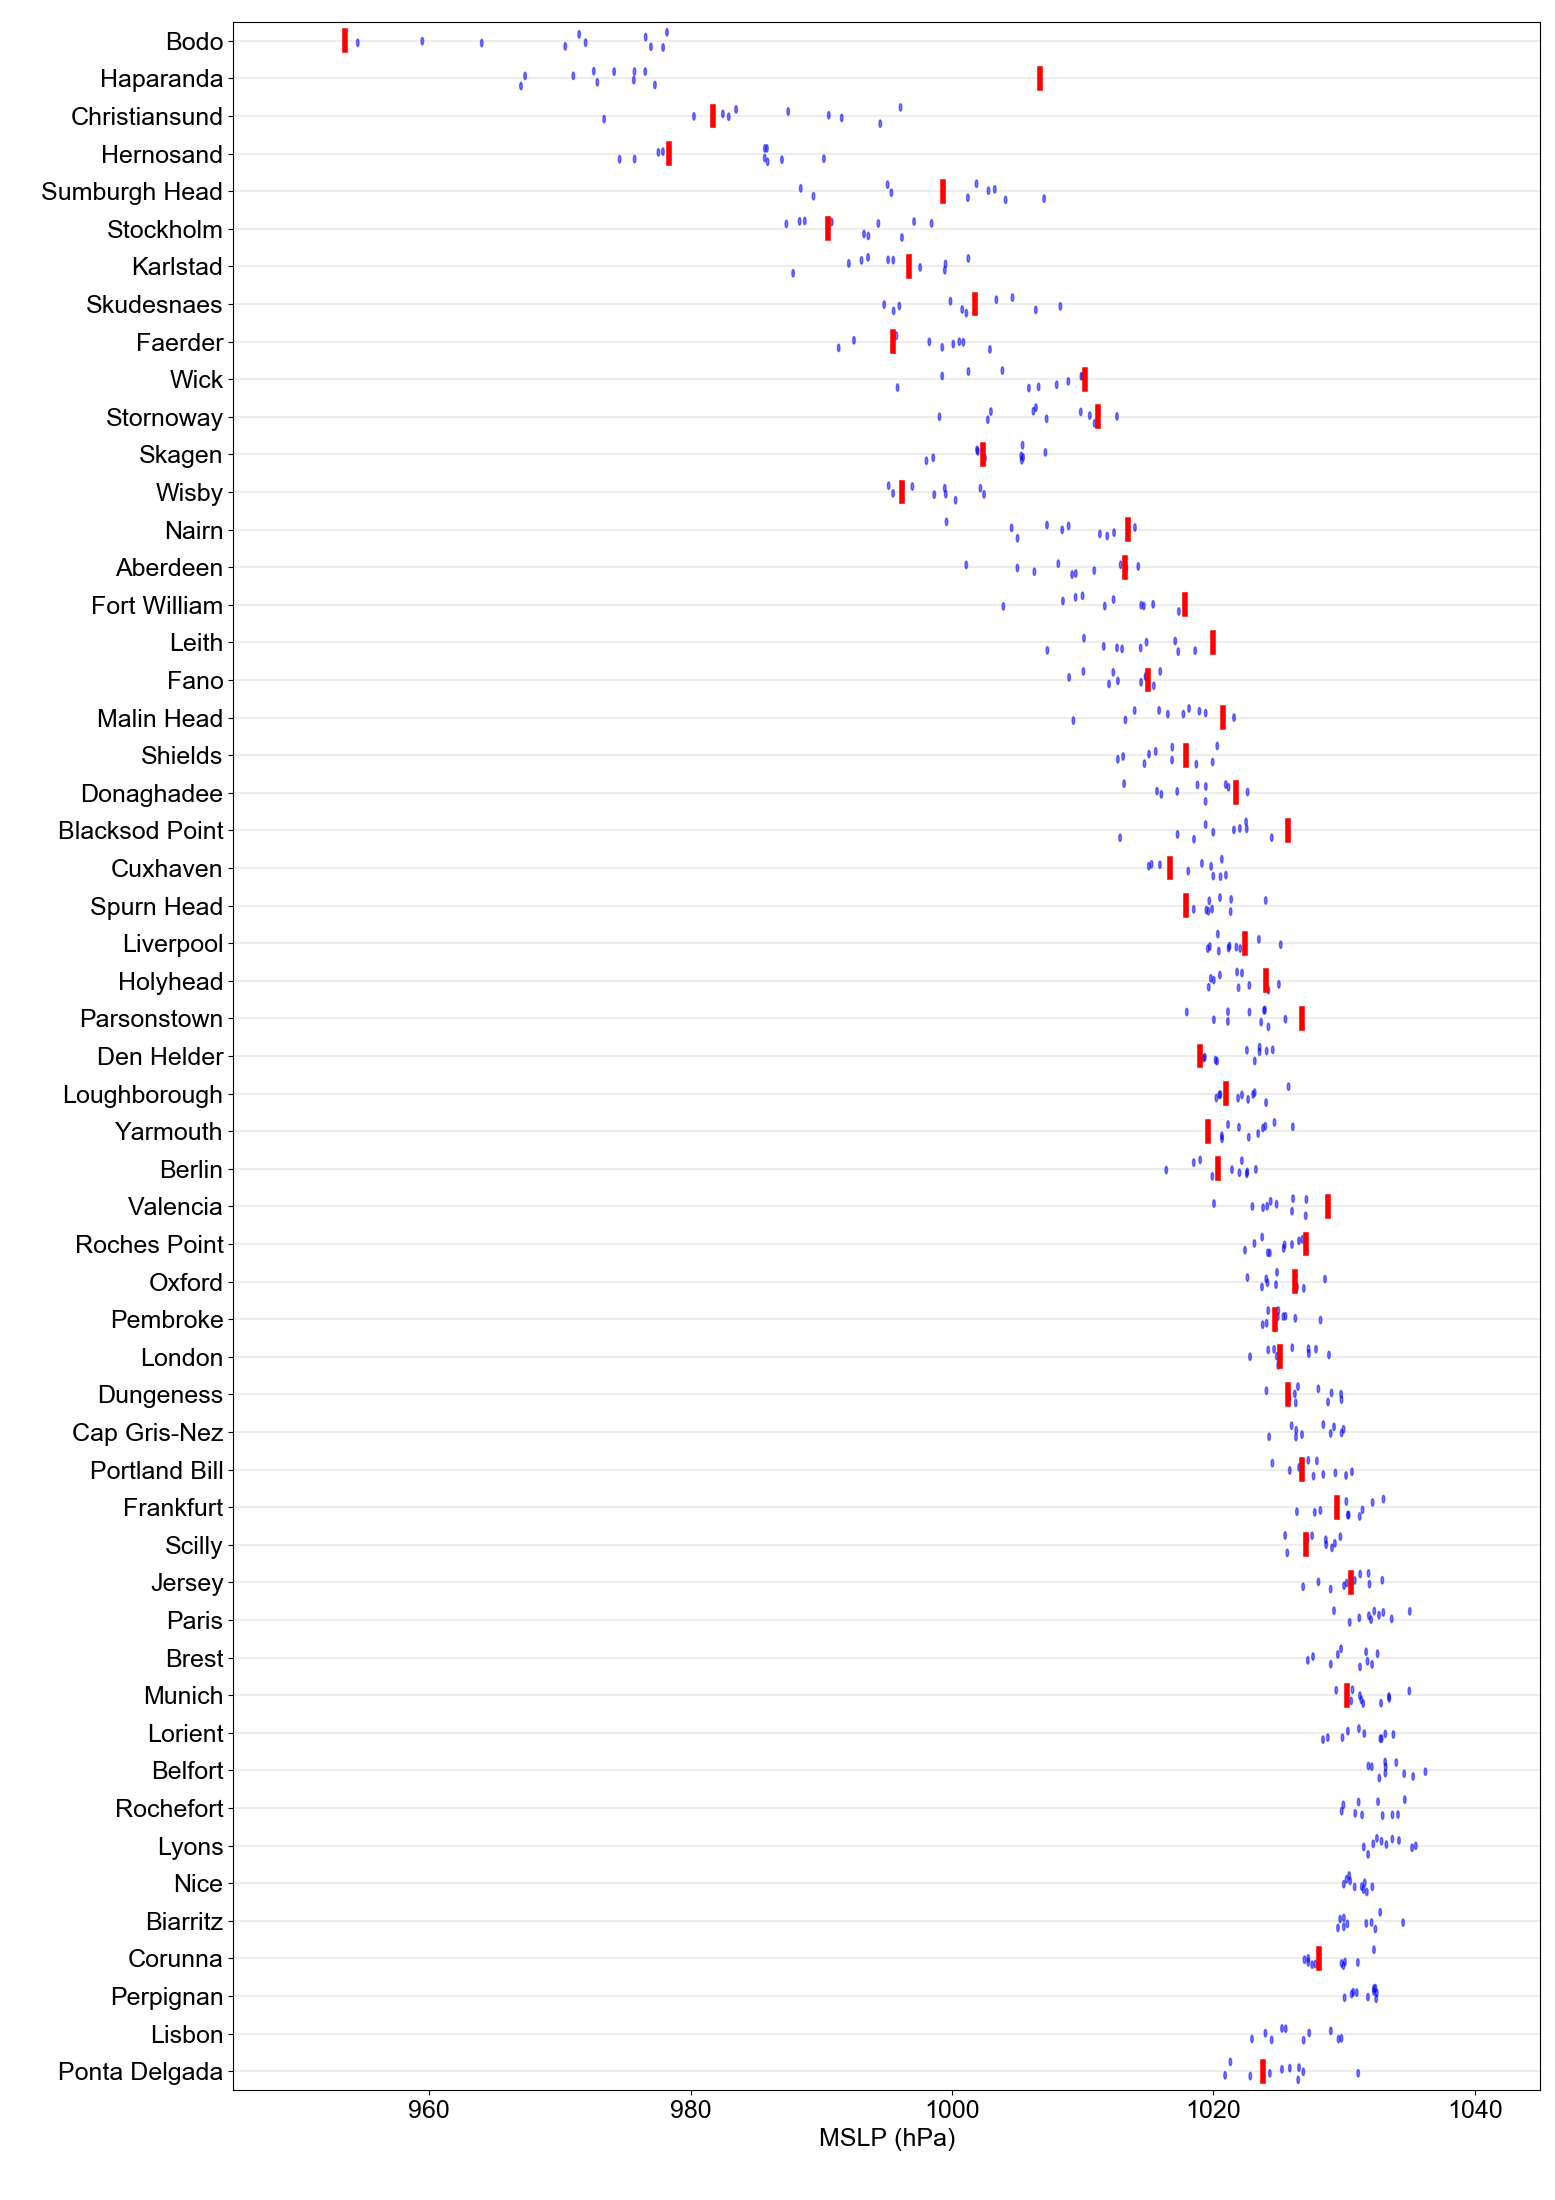 Bodo
Haparanda
Christiansund
Hernosand
Sumburgh Head
Stockholm
Karlstad
Skudesnaes
Faerder
Wick
Stornoway
Skagen
Wisby
Nairn
Aberdeen
Fort William
Leith
Fano
Malin Head
Shields
Donaghadee
Blacksod Point
Cuxhaven
Spurn Head
Liverpool
Holyhead
Parsonstown
Den Helder
Loughborough
Yarmouth
Berlin
Valencia
Roches Point
Oxford
Pembroke
London
Dungeness
Cap Gris-Nez
Portland Bill
Frankfurt
Scilly
Jersey
Paris
Brest
Munich
Lorient
Belfort
Rochefort
Lyons
Nice
Biarritz
Corunna
Perpignan
Lisbon
Ponta Delgada
960 980 1000 1020 1040
MSLP (hPa)